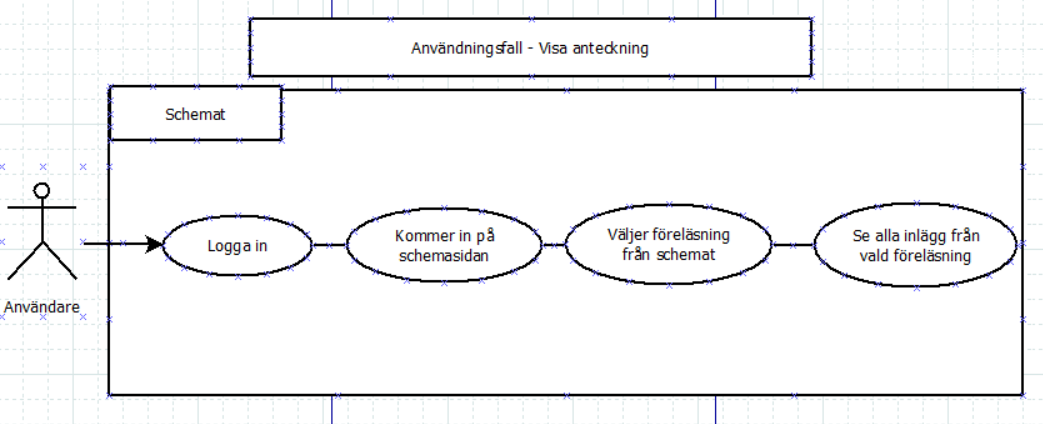 Användningsfall - Visa anteckning
Schemat
Logga in
Kommer in på
schemasidan
Väljer föreläsning
från schemat
Se alla inlägg från
vald föreläsning
Användare